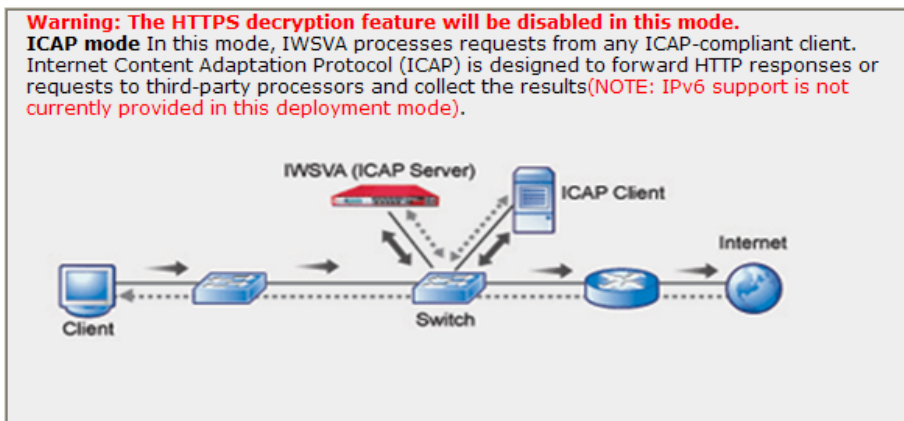 Warning: The HTTPS decryption feature will be disabled in this mode.
ICAP mode In this mode, IWSVA processes requests from any ICAP-compliant client.
Internet Content Adaptation Protocol (ICAP) is designed to forward HTTP responses or
requests to third-party processors and collect the results(NOTE: IPv6 support is not
currently provided in this deployment mode).
IWSVA (ICAP Server)
ICAP Client
Internet
Client
Switch